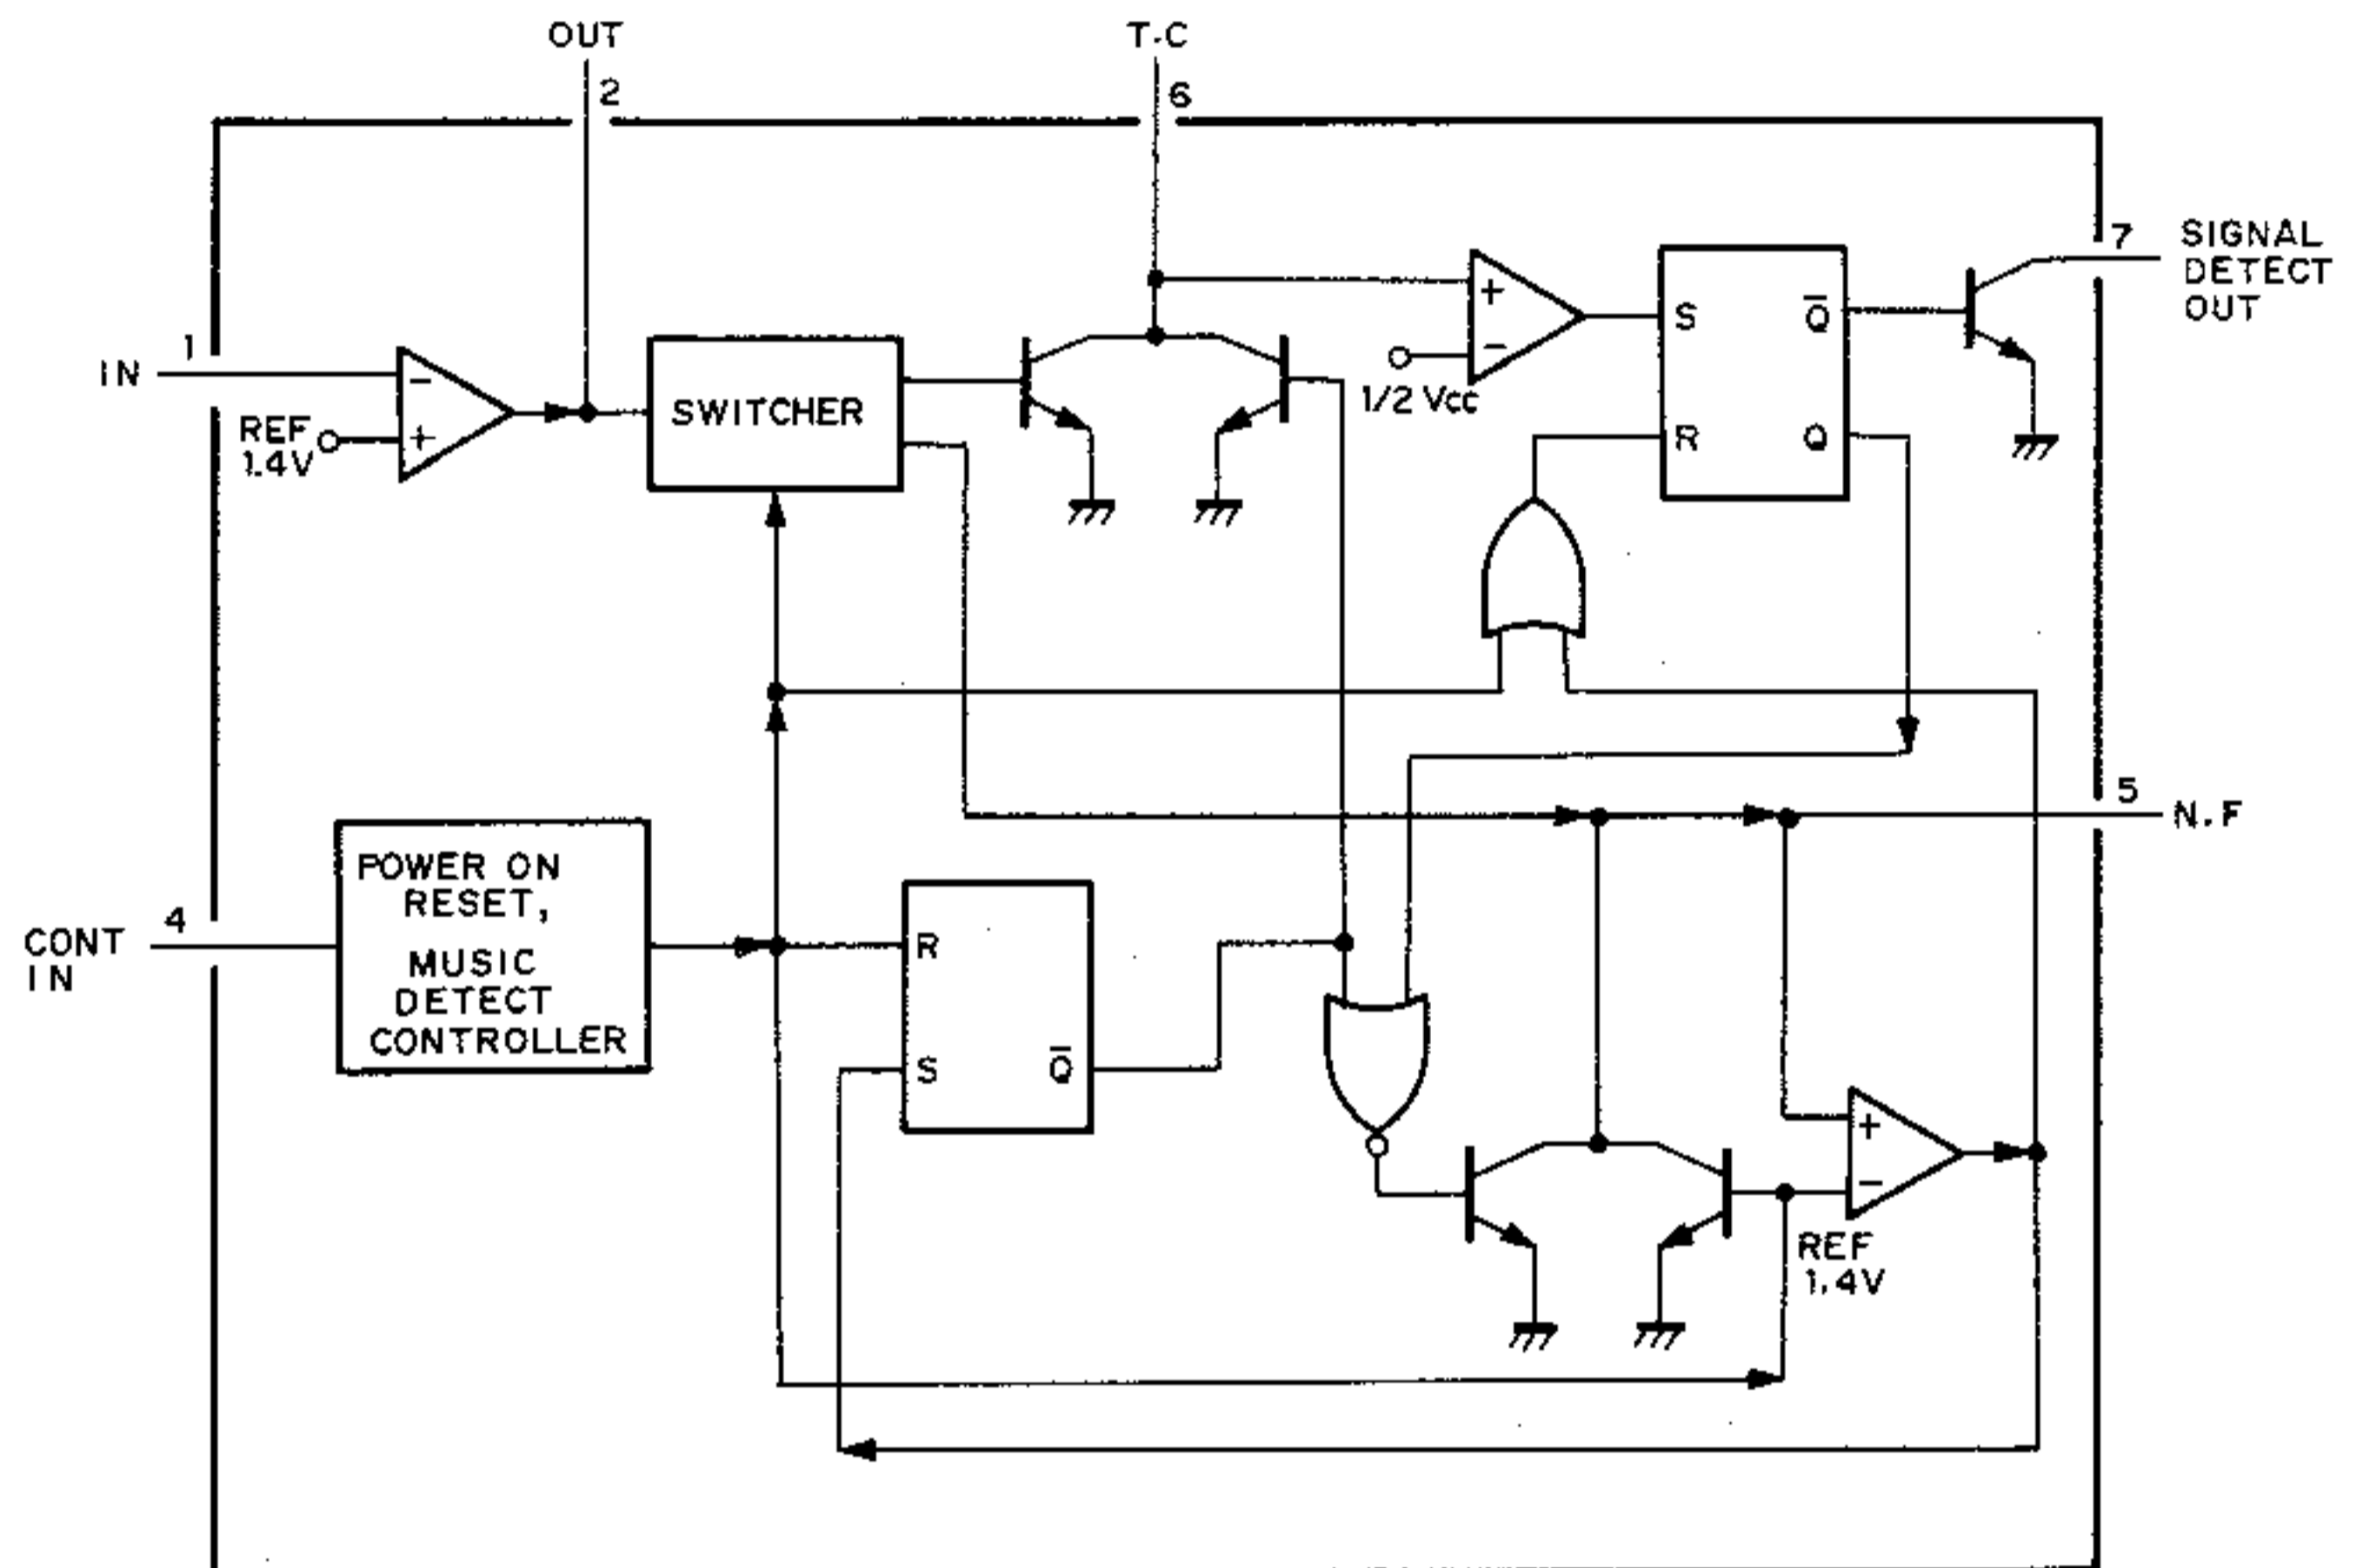 OUT
2
T.C
6
7
SIGNAL
DETECT
OUT
1
IN
REF
1.4V
−
+
SWITCHER
+
−
1/2 Vcc
S
Q̅
R
Q
5
N.F
4
CONT
IN
POWER ON
RESET,
MUSIC
DETECT
CONTROLLER
R
S
Q̅
+
−
REF
1.4V